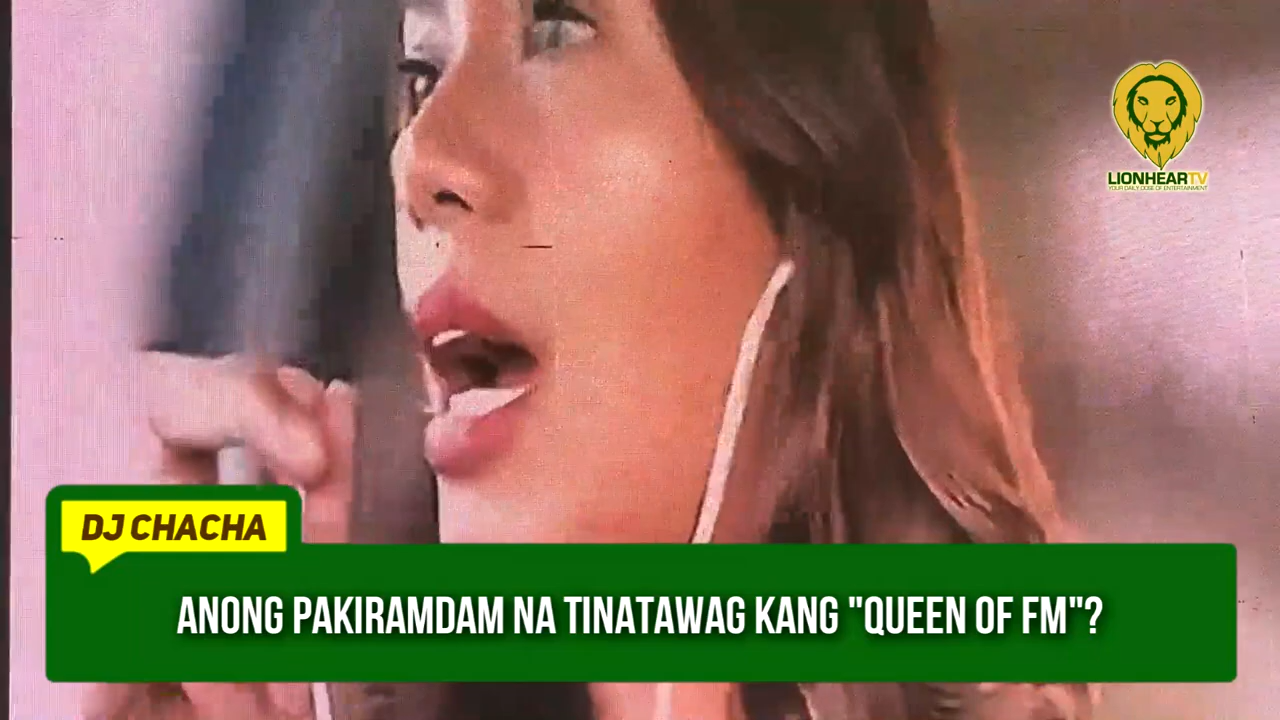 LIONHEARTV
YOUR DAILY DOSE OF ENTERTAINMENT
DJ CHACHA
ANONG PAKIRAMDAM NA TINATAWAG KANG "QUEEN OF FM"?